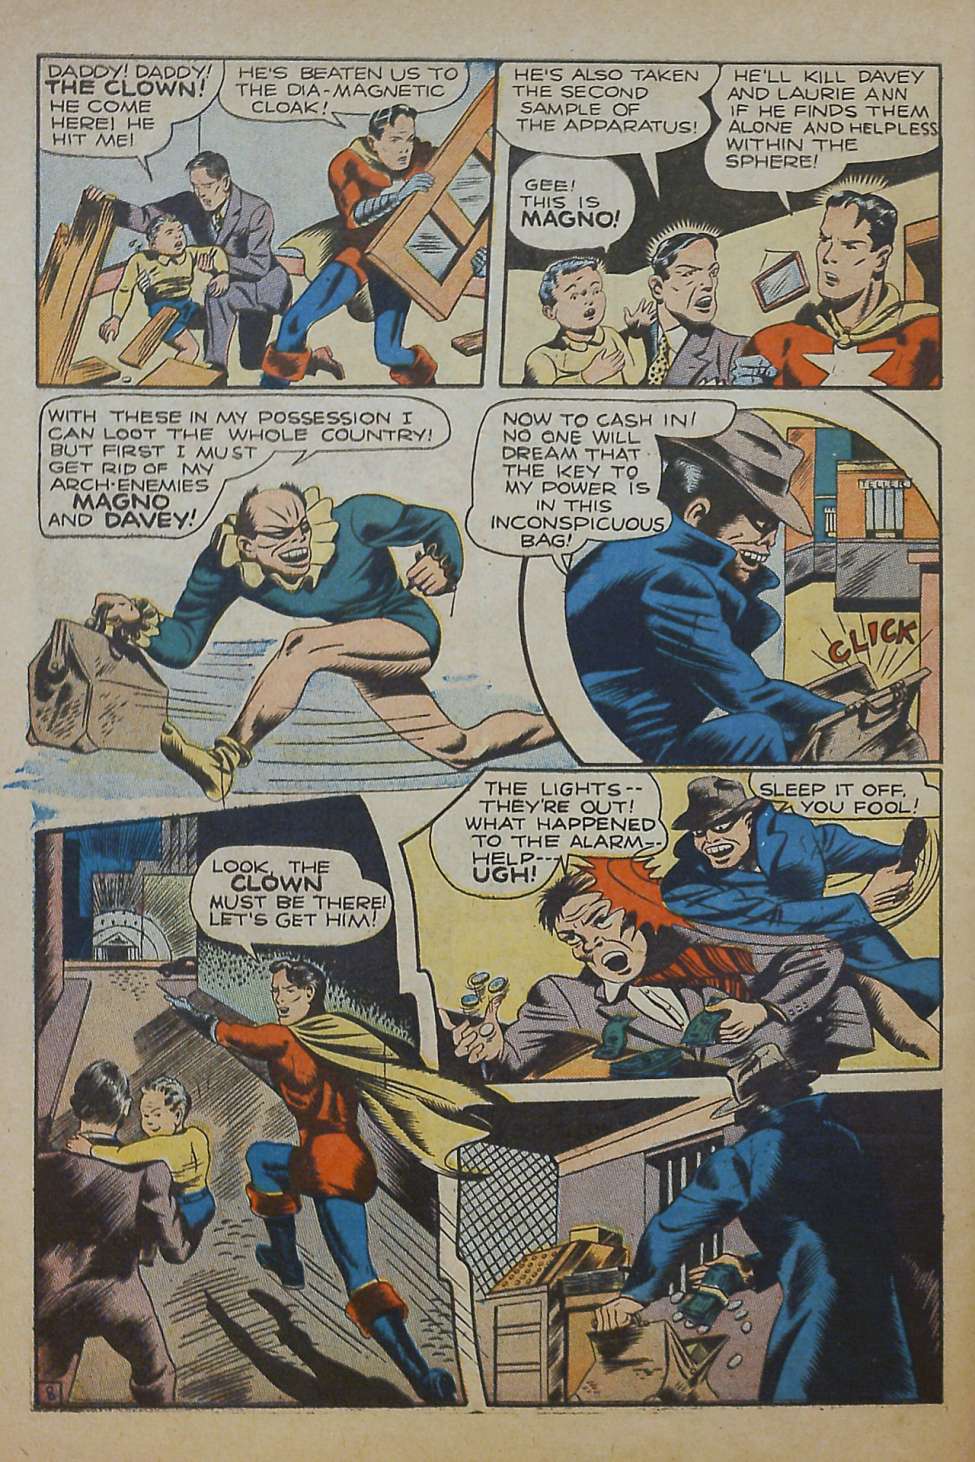 DADDY! DADDY!
THE CLOWN!
HE COME
HERE! HE
HIT ME!
HE'S BEATEN US TO
THE DIA-MAGNETIC
CLOAK!
HE'S ALSO TAKEN
THE SECOND
SAMPLE OF
THE APPARATUS!
GEE!
THIS IS
MAGNO!
HE'LL KILL DAVEY
AND LAURIE ANN
IF HE FINDS THEM
ALONE AND HELPLESS
WITHIN THE
SPHERE!
WITH THESE IN MY POSSESSION I
CAN LOOT THE WHOLE COUNTRY!
BUT FIRST I MUST
GET RID OF MY
ARCH-ENEMIES
MAGNO
AND DAVEY!
NOW TO CASH IN!
NO ONE WILL
DREAM THAT
THE KEY TO
MY POWER IS
IN THIS
INCONSPICUOUS
BAG!
TELLER
CLICK
LOOK, THE
CLOWN
MUST BE THERE!
LET'S GET HIM!
THE LIGHTS--
THEY'RE OUT!
WHAT HAPPENED
TO THE ALARM--
HELP---
UGH!
SLEEP IT OFF,
YOU FOOL!
8